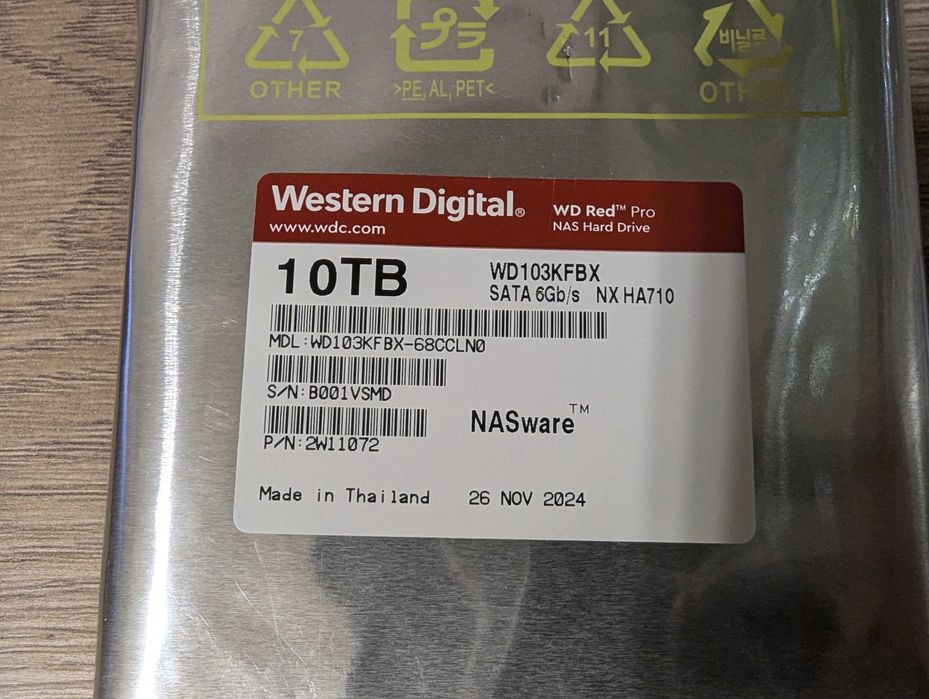 7 プラ 11 비닐류
OTHER >PE, AL, PET< OTHER
Western Digital®
www.wdc.com
WD Red™ Pro
NAS Hard Drive
10TB
WD103KFBX
SATA 6Gb/s NX HA710
MDL:WD103KFBX-68CCLN0
S/N:B001VSMD
P/N:2W11072
NASware™
Made in Thailand 26 NOV 2024